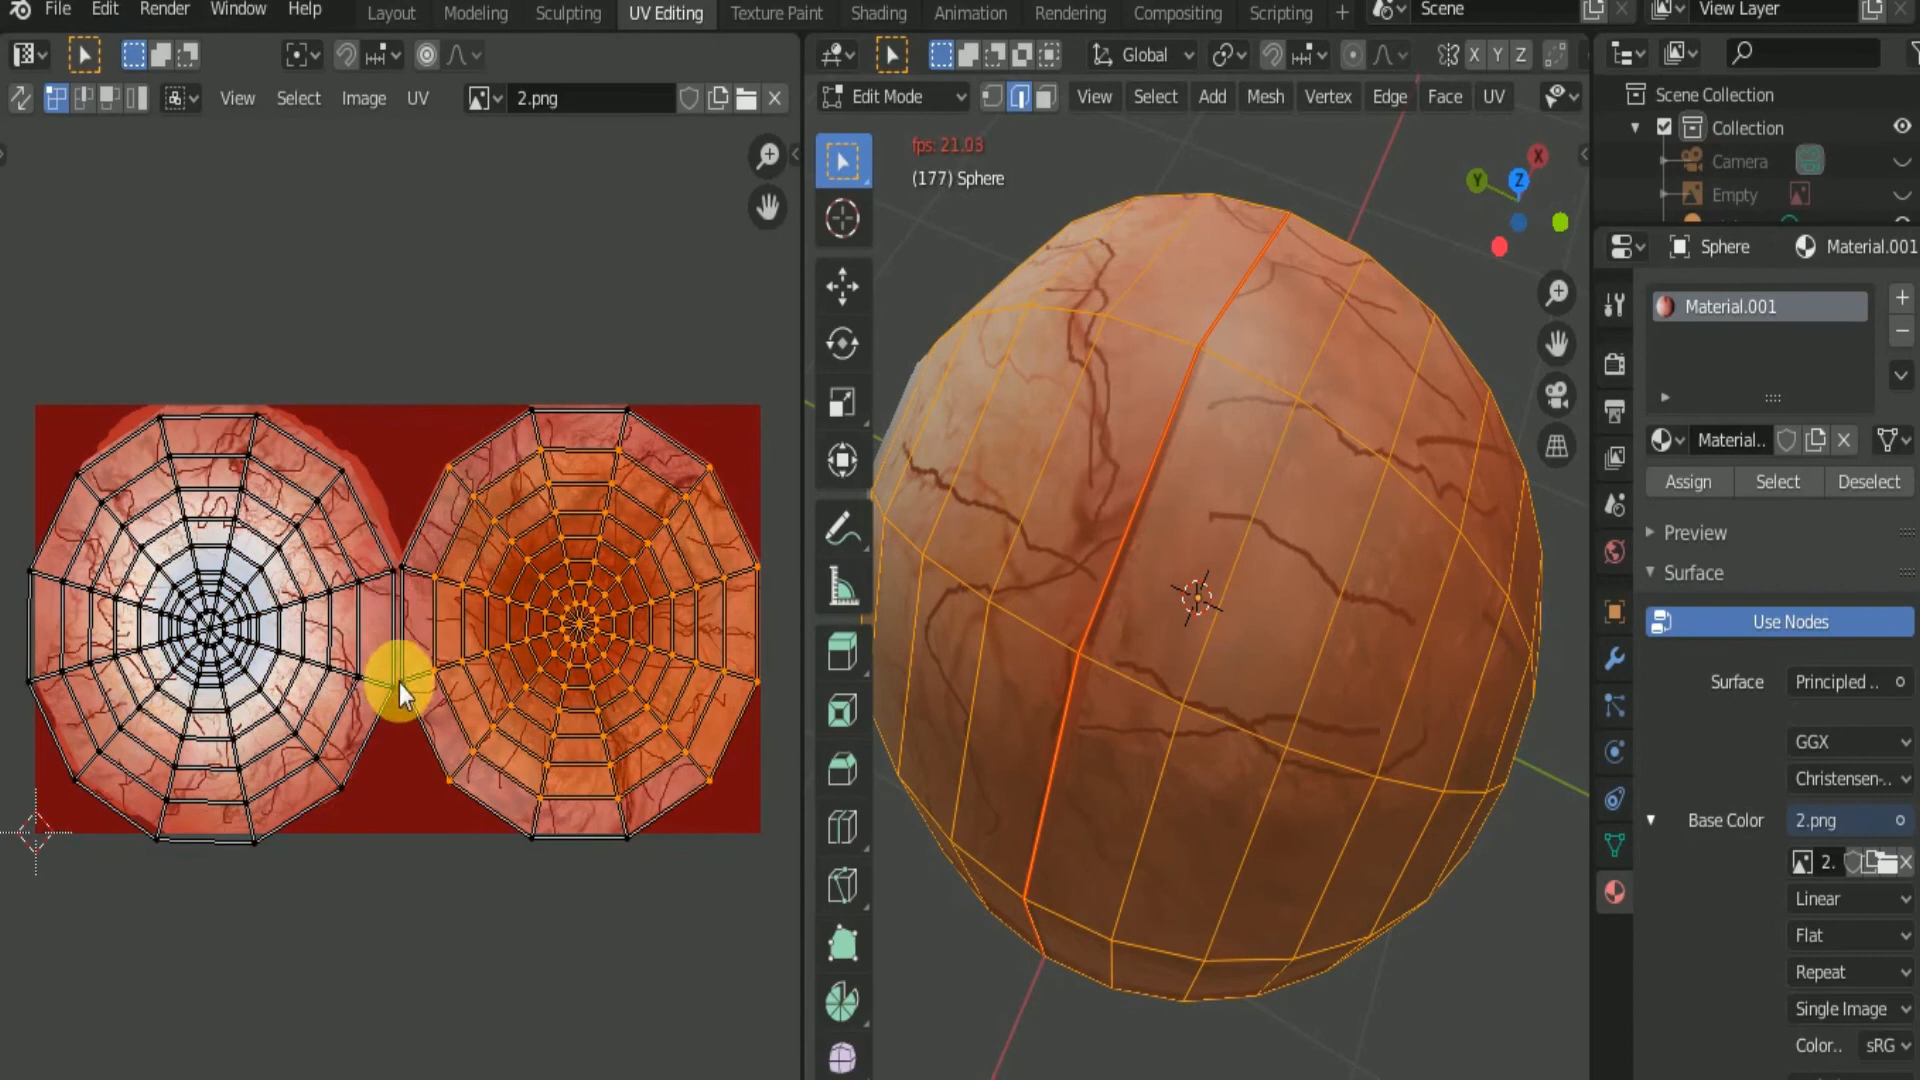 File Edit Render Window Help Layout Modeling Sculpting UV Editing Texture Paint Shading Animation Rendering Compositing Scripting + Scene View Layer
Global X Y Z
View Select Image UV 2.png Edit Mode View Select Add Mesh Vertex Edge Face UV
Scene Collection
Collection
Camera
Empty
fps: 21.03
(177) Sphere
X
Y
Z
Sphere Material.001
Material.001
Material..
Assign Select Deselect
Preview
Surface
Use Nodes
Surface Principled ..
GGX
Christensen-..
Base Color 2.png
2.
Linear
Flat
Repeat
Single Image
Color.. sRG